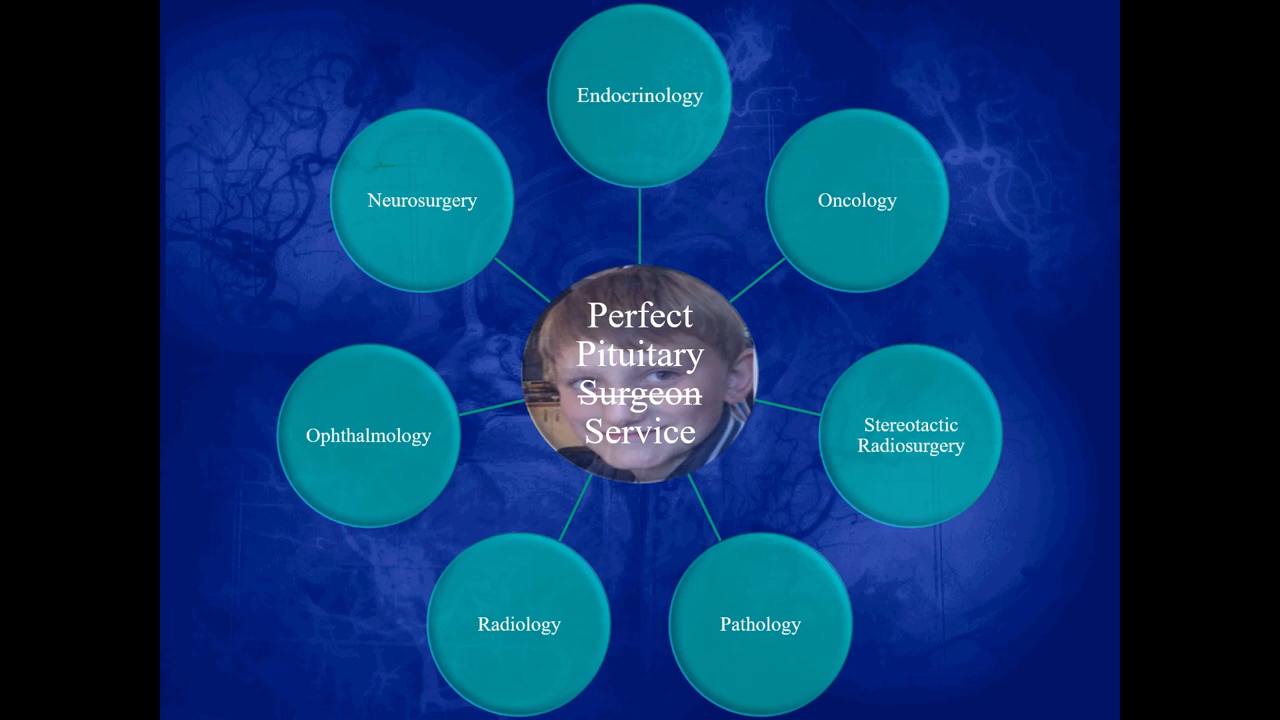 Endocrinology
Neurosurgery
Oncology
Perfect
Pituitary
Surgeon
Service
Ophthalmology
Stereotactic
Radiosurgery
Radiology
Pathology